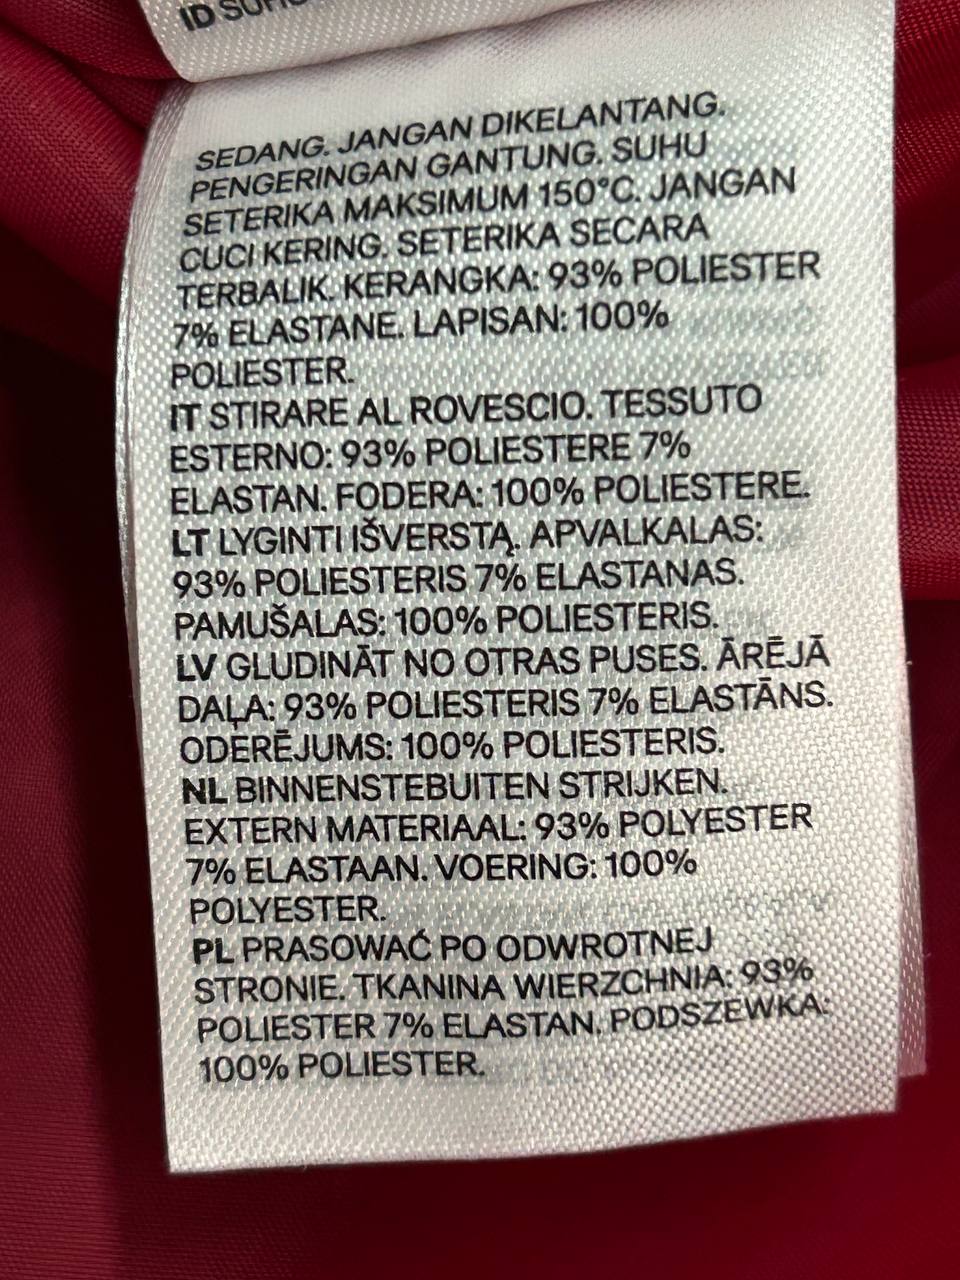 ID
SEDANG. JANGAN DIKELANTANG.
PENGERINGAN GANTUNG. SUHU
SETERIKA MAKSIMUM 150°C. JANGAN
CUCI KERING. SETERIKA SECARA
TERBALIK. KERANGKA: 93% POLIESTER
7% ELASTANE. LAPISAN: 100%
POLIESTER.
IT STIRARE AL ROVESCIO. TESSUTO
ESTERNO: 93% POLIESTERE 7%
ELASTAN. FODERA: 100% POLIESTERE.
LT LYGINTI IŠVERSTĄ. APVALKALAS:
93% POLIESTERIS 7% ELASTANAS.
PAMUŠALAS: 100% POLIESTERIS.
LV GLUDINĀT NO OTRAS PUSES. ĀRĒJĀ
DAĻA: 93% POLIESTERIS 7% ELASTĀNS.
ODERĒJUMS: 100% POLIESTERIS.
NL BINNENSTEBUITEN STRIJKEN.
EXTERN MATERIAAL: 93% POLYESTER
7% ELASTAAN. VOERING: 100%
POLYESTER.
PL PRASOWAĆ PO ODWROTNEJ
STRONIE. TKANINA WIERZCHNIA: 93%
POLIESTER 7% ELASTAN. PODSZEWKA:
100% POLIESTER.